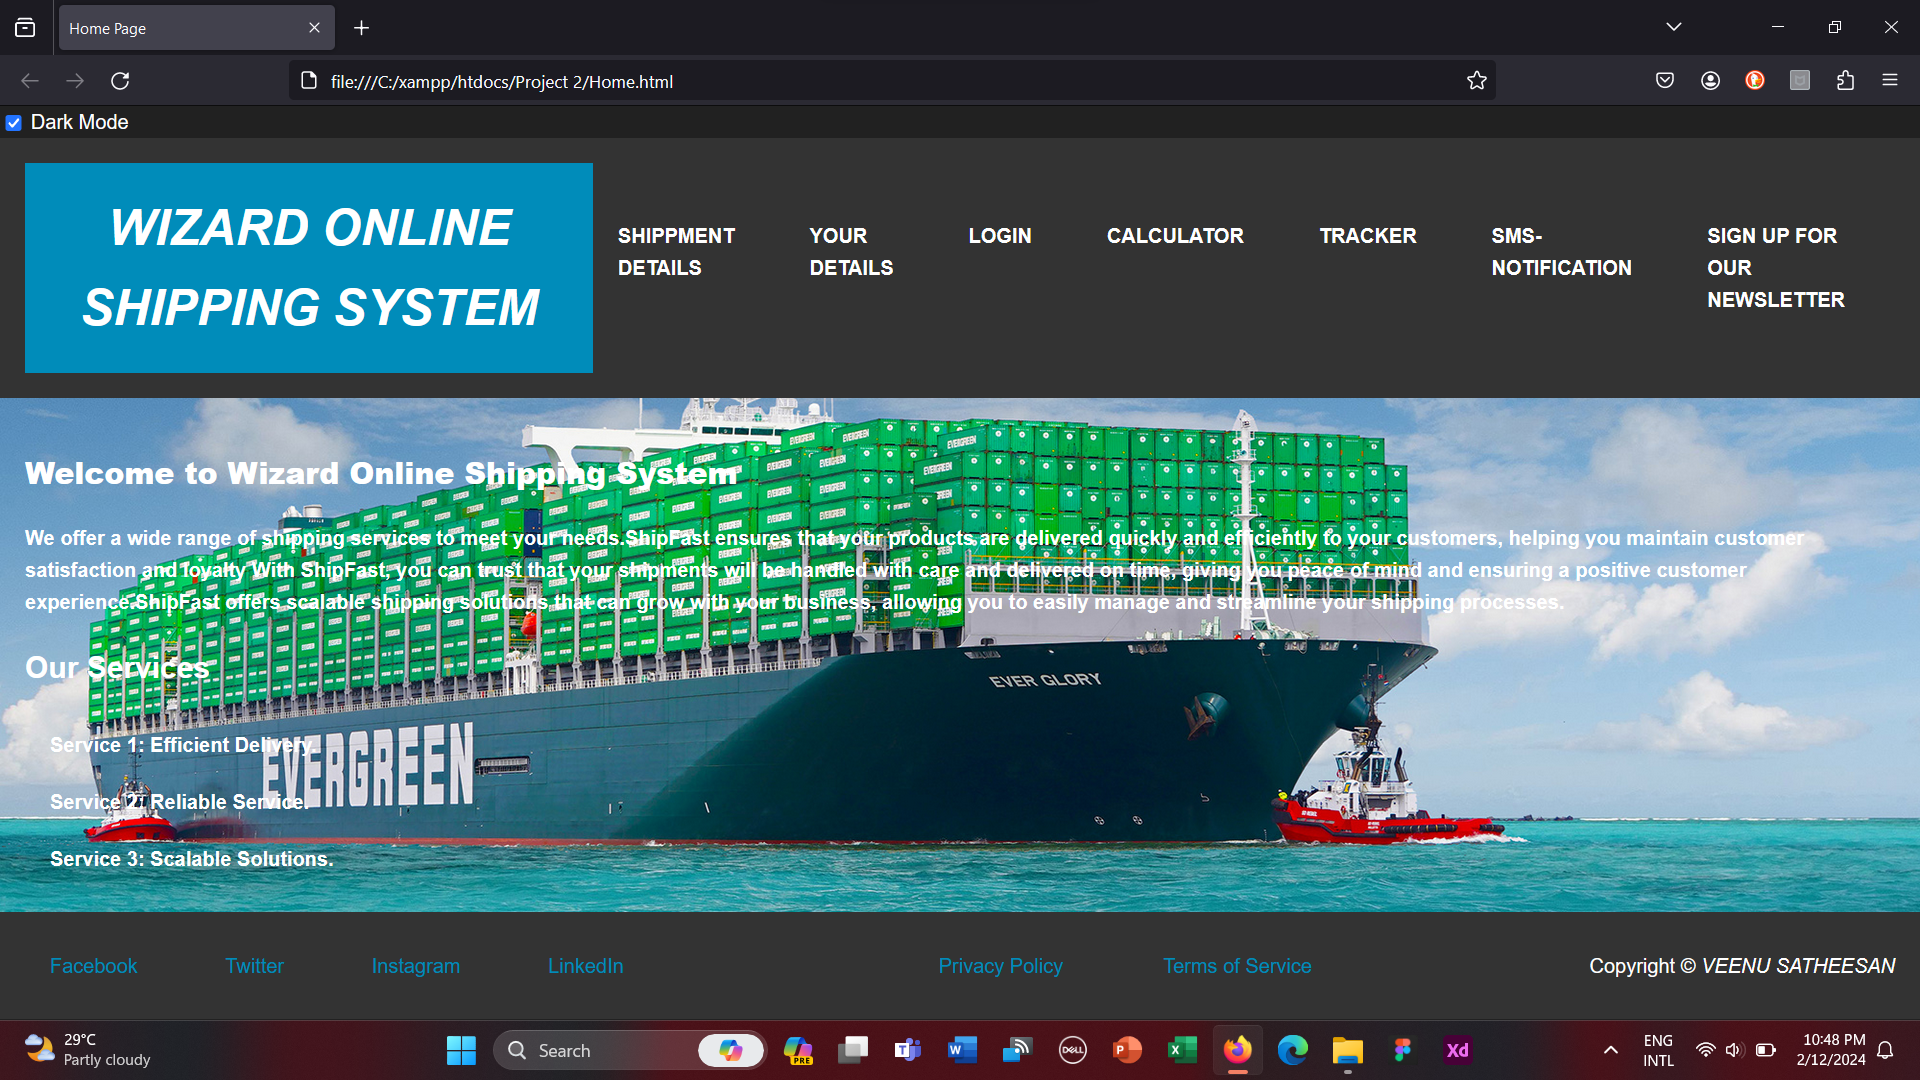 Home Page
file:///C:/xampp/htdocs/Project 2/Home.html
Dark Mode
WIZARD ONLINE
SHIPPING SYSTEM
SHIPPMENT
DETAILS
YOUR
DETAILS
LOGIN
CALCULATOR
TRACKER
SMS-
NOTIFICATION
SIGN UP FOR
OUR
NEWSLETTER
Welcome to Wizard Online Shipping System
We offer a wide range of shipping services to meet your needs.ShipFast ensures that your products,are delivered quickly and efficiently to your customers, helping you maintain customer
satisfaction and loyalty With ShipFast, you can trust that your shipments will be handled with care and delivered on time, giving you peace of mind and ensuring a positive customer
experience.ShipFast offers scalable shipping solutions that can grow with your business, allowing you to easily manage and streamline your shipping processes.
Our Services
EVER GLORY
Service 1: Efficient Delivery.
EVERGREEN
Service 2: Reliable Service.
Service 3: Scalable Solutions.
Facebook
Twitter
Instagram
LinkedIn
Privacy Policy
Terms of Service
Copyright © VEENU SATHEESAN
29°C
Partly cloudy
Search
PRE
DELL
Xd
ENG
INTL
10:48 PM
2/12/2024